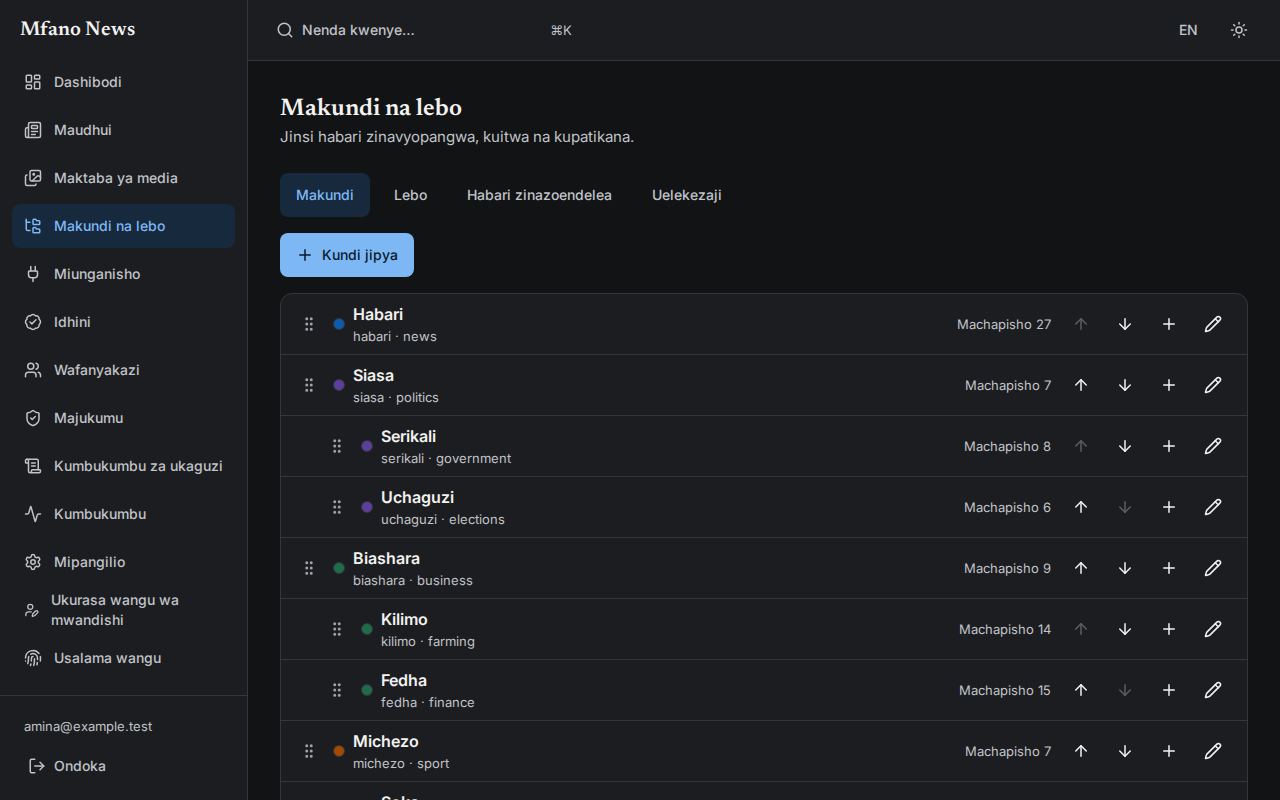 Mfano News
Dashibodi
Maudhui
Maktaba ya media
Makundi na lebo
Miunganisho
Idhini
Wafanyakazi
Majukumu
Kumbukumbu za ukaguzi
Kumbukumbu
Mipangilio
Ukurasa wangu wa
mwandishi
Usalama wangu
amina@example.test
Ondoka
Nenda kwenye... ⌘K
EN
Makundi na lebo
Jinsi habari zinavyopangwa, kuitwa na kupatikana.
Makundi Lebo Habari zinazoendelea Uelekezaji
Kundi jipya
Habari
habari · news
Machapisho 27
Siasa
siasa · politics
Machapisho 7
Serikali
serikali · government
Machapisho 8
Uchaguzi
uchaguzi · elections
Machapisho 6
Biashara
biashara · business
Machapisho 9
Kilimo
kilimo · farming
Machapisho 14
Fedha
fedha · finance
Machapisho 15
Michezo
michezo · sport
Machapisho 7